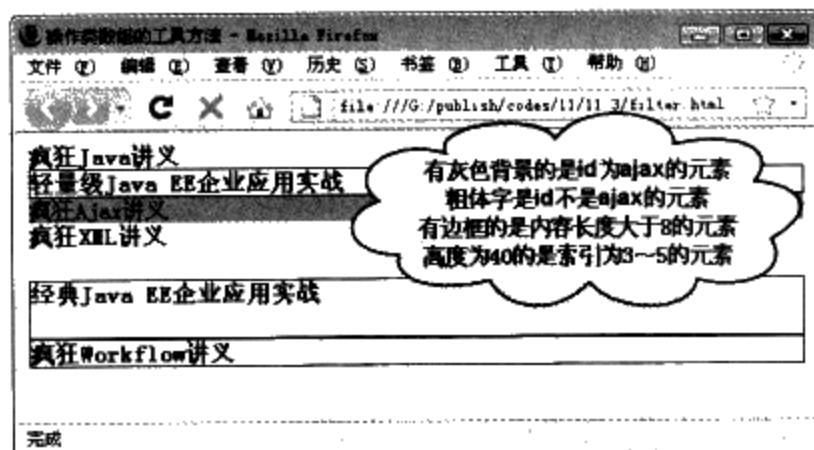 操作类数组的工具方法 - Mozilla Firefox
文件 (F) 编辑 (E) 查看 (V) 历史 (S) 书签 (B) 工具 (T) 帮助 (H)
file:///G:/publish/codes/11/11.3/filter.html
疯狂Java讲义
轻量级Java EE企业应用实战
疯狂Ajax讲义
疯狂XML讲义
经典Java EE企业应用实战
疯狂Workflow讲义
有灰色背景的是id为ajax的元素
粗体字是id不是ajax的元素
有边框的是内容长度大于8的元素
高度为40的是索引为3～5的元素
完成